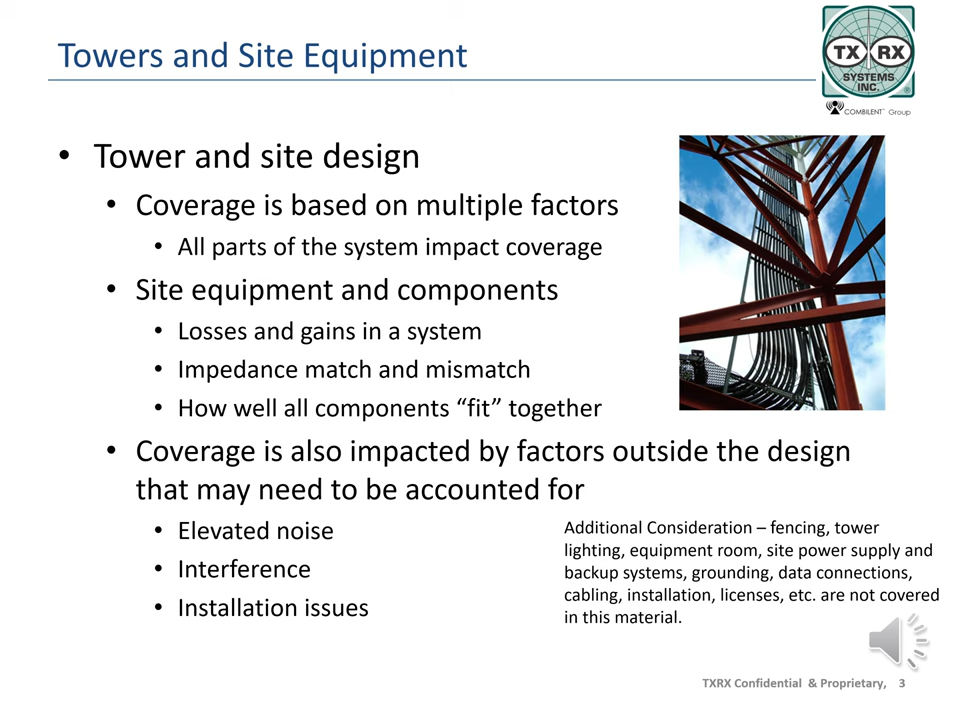 Towers and Site Equipment
TX RX
SYSTEMS
INC.
®
COMBILENT™ Group
• Tower and site design
• Coverage is based on multiple factors
• All parts of the system impact coverage
• Site equipment and components
• Losses and gains in a system
• Impedance match and mismatch
• How well all components “fit” together
• Coverage is also impacted by factors outside the design
that may need to be accounted for
• Elevated noise
• Interference
• Installation issues
Additional Consideration – fencing, tower
lighting, equipment room, site power supply and
backup systems, grounding, data connections,
cabling, installation, licenses, etc. are not covered
in this material.
TXRX Confidential & Proprietary, 3